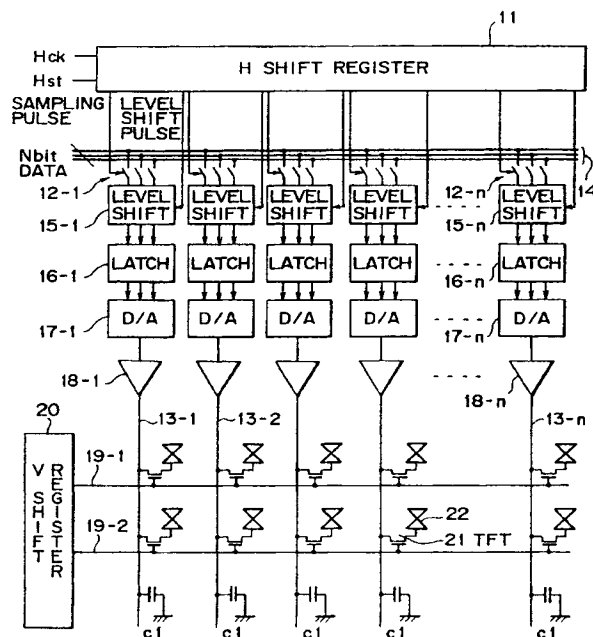 11
Hck
Hst
H SHIFT REGISTER
SAMPLING
PULSE
LEVEL
SHIFT
PULSE
Nbit
DATA
14
12-1
12-n
LEVEL
SHIFT
LEVEL
SHIFT
LEVEL
SHIFT
LEVEL
SHIFT
LEVEL
SHIFT
15-1
15-n
16-1
LATCH
LATCH
LATCH
LATCH
16-n
LATCH
17-1
D/A
D/A
D/A
D/A
17-n
D/A
18-1
18-n
20
13-1
13-2
13-n
V SHIFT
REGISTER
19-1
19-2
22
21 TFT
c1
c1
c1
c1
c1